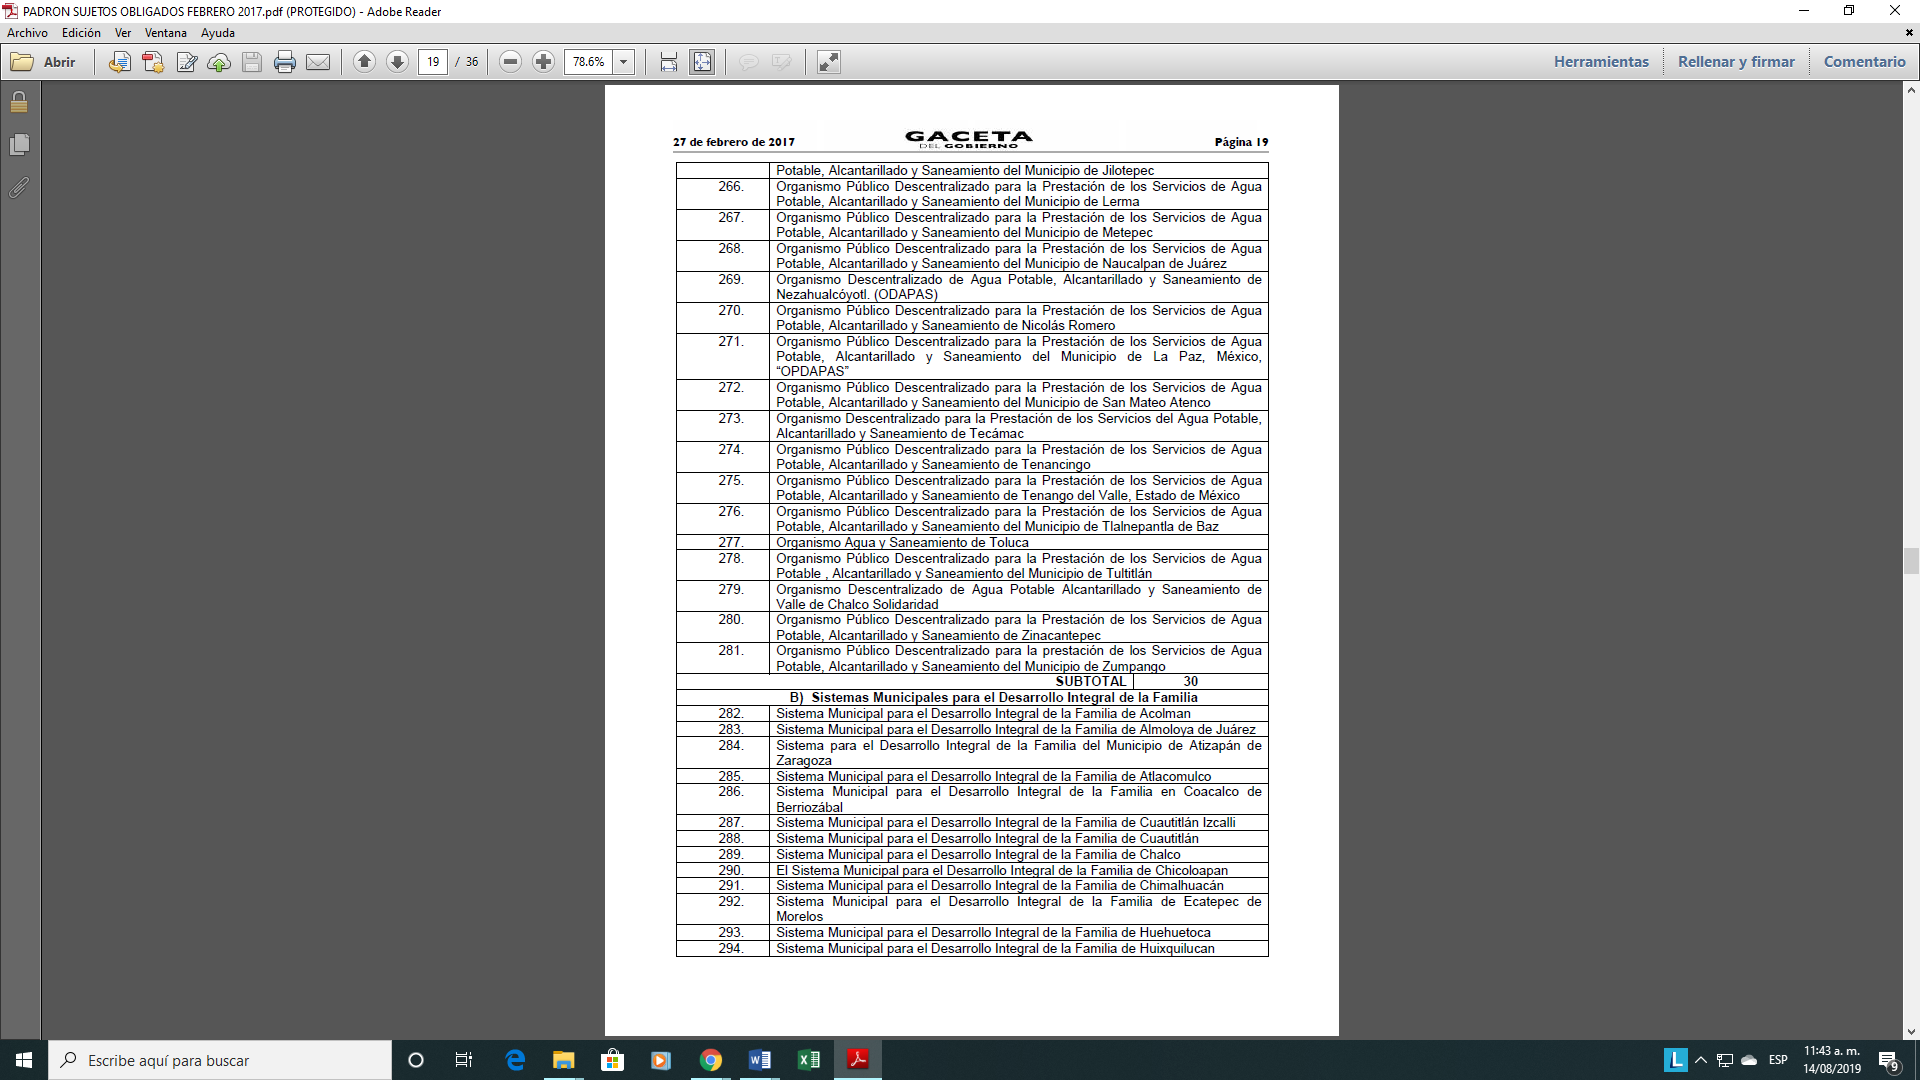 PADRON SUJETOS OBLIGADOS FEBRERO 2017.pdf (PROTEGIDO) - Adobe Reader
Archivo Edición Ver Ventana Ayuda
Abrir 19 / 36 78.6% Herramientas Rellenar y firmar Comentario
27 de febrero de 2017 GACETA DEL GOBIERNO Página 19
Potable, Alcantarillado y Saneamiento del Municipio de Jilotepec
266. Organismo Público Descentralizado para la Prestación de los Servicios de Agua
Potable, Alcantarillado y Saneamiento del Municipio de Lerma
267. Organismo Público Descentralizado para la Prestación de los Servicios de Agua
Potable, Alcantarillado y Saneamiento del Municipio de Metepec
268. Organismo Público Descentralizado para la Prestación de los Servicios de Agua
Potable, Alcantarillado y Saneamiento del Municipio de Naucalpan de Juárez
269. Organismo Descentralizado de Agua Potable, Alcantarillado y Saneamiento de
Nezahualcóyotl. (ODAPAS)
270. Organismo Público Descentralizado para la Prestación de los Servicios de Agua
Potable, Alcantarillado y Saneamiento de Nicolás Romero
271. Organismo Público Descentralizado para la Prestación de los Servicios de Agua
Potable, Alcantarillado y Saneamiento del Municipio de La Paz, México,
“OPDAPAS”
272. Organismo Público Descentralizado para la Prestación de los Servicios de Agua
Potable, Alcantarillado y Saneamiento del Municipio de San Mateo Atenco
273. Organismo Descentralizado para la Prestación de los Servicios del Agua Potable,
Alcantarillado y Saneamiento de Tecámac
274. Organismo Público Descentralizado para la Prestación de los Servicios de Agua
Potable, Alcantarillado y Saneamiento de Tenancingo
275. Organismo Público Descentralizado para la Prestación de los Servicios de Agua
Potable, Alcantarillado y Saneamiento de Tenango del Valle, Estado de México
276. Organismo Público Descentralizado para la Prestación de los Servicios de Agua
Potable, Alcantarillado y Saneamiento del Municipio de Tlalnepantla de Baz
277. Organismo Agua y Saneamiento de Toluca
278. Organismo Público Descentralizado para la Prestación de los Servicios de Agua
Potable , Alcantarillado y Saneamiento del Municipio de Tultitlán
279. Organismo Descentralizado de Agua Potable Alcantarillado y Saneamiento de
Valle de Chalco Solidaridad
280. Organismo Público Descentralizado para la Prestación de los Servicios de Agua
Potable, Alcantarillado y Saneamiento de Zinacantepec
281. Organismo Público Descentralizado para la prestación de los Servicios de Agua
Potable, Alcantarillado y Saneamiento del Municipio de Zumpango
SUBTOTAL 30
B) Sistemas Municipales para el Desarrollo Integral de la Familia
282. Sistema Municipal para el Desarrollo Integral de la Familia de Acolman
283. Sistema Municipal para el Desarrollo Integral de la Familia de Almoloya de Juárez
284. Sistema para el Desarrollo Integral de la Familia del Municipio de Atizapán de
Zaragoza
285. Sistema Municipal para el Desarrollo Integral de la Familia de Atlacomulco
286. Sistema Municipal para el Desarrollo Integral de la Familia en Coacalco de
Berriozábal
287. Sistema Municipal para el Desarrollo Integral de la Familia de Cuautitlán Izcalli
288. Sistema Municipal para el Desarrollo Integral de la Familia de Cuautitlán
289. Sistema Municipal para el Desarrollo Integral de la Familia de Chalco
290. El Sistema Municipal para el Desarrollo Integral de la Familia de Chicoloapan
291. Sistema Municipal para el Desarrollo Integral de la Familia de Chimalhuacán
292. Sistema Municipal para el Desarrollo Integral de la Familia de Ecatepec de
Morelos
293. Sistema Municipal para el Desarrollo Integral de la Familia de Huehuetoca
294. Sistema Municipal para el Desarrollo Integral de la Familia de Huixquilucan
Escribe aquí para buscar
L ESP 11:43 a. m.
14/08/2019 9